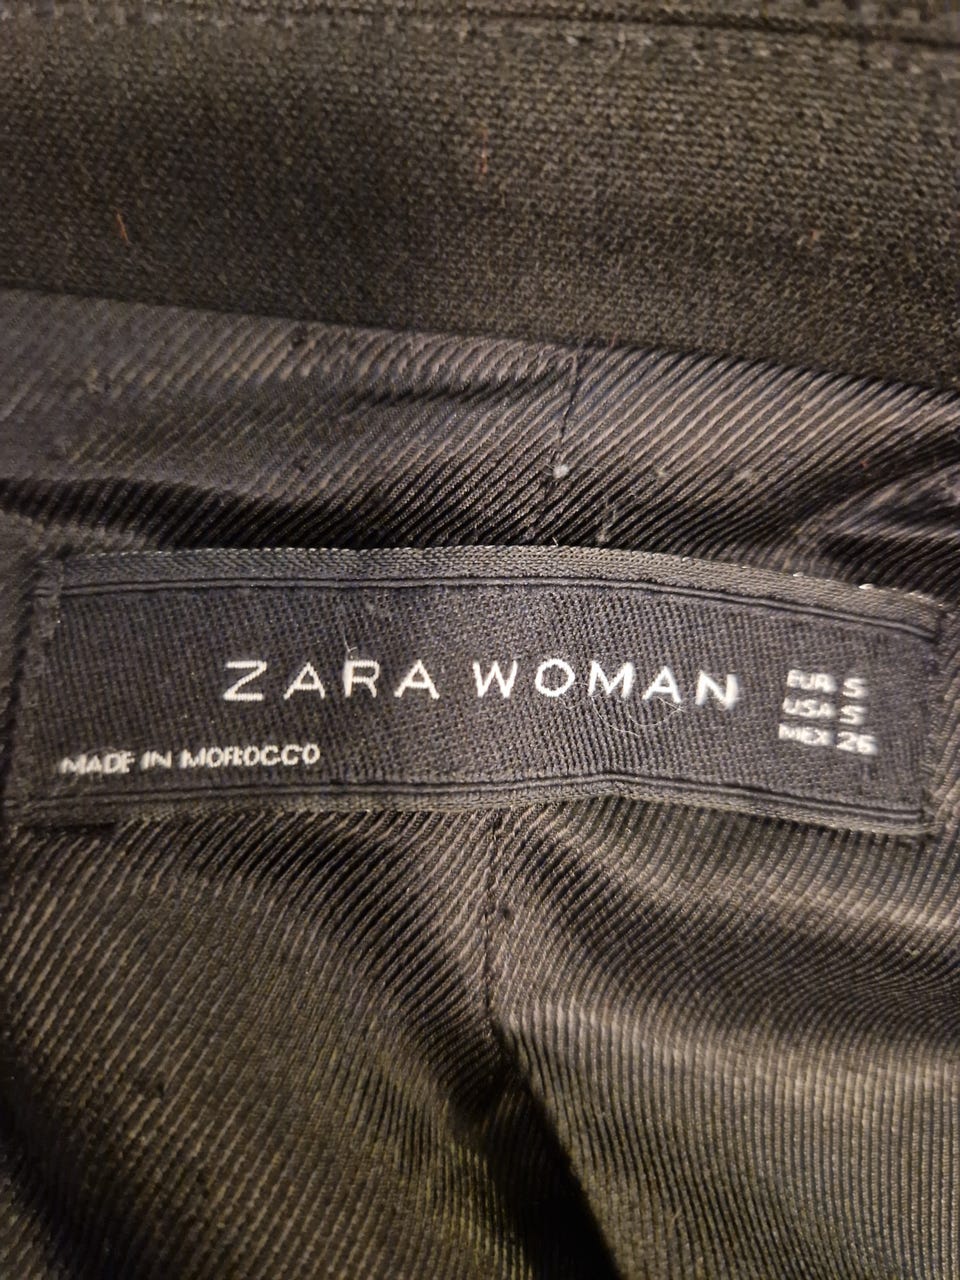 ZARA WOMAN
EUR S
USA S
MEX 26
MADE IN MOROCCO